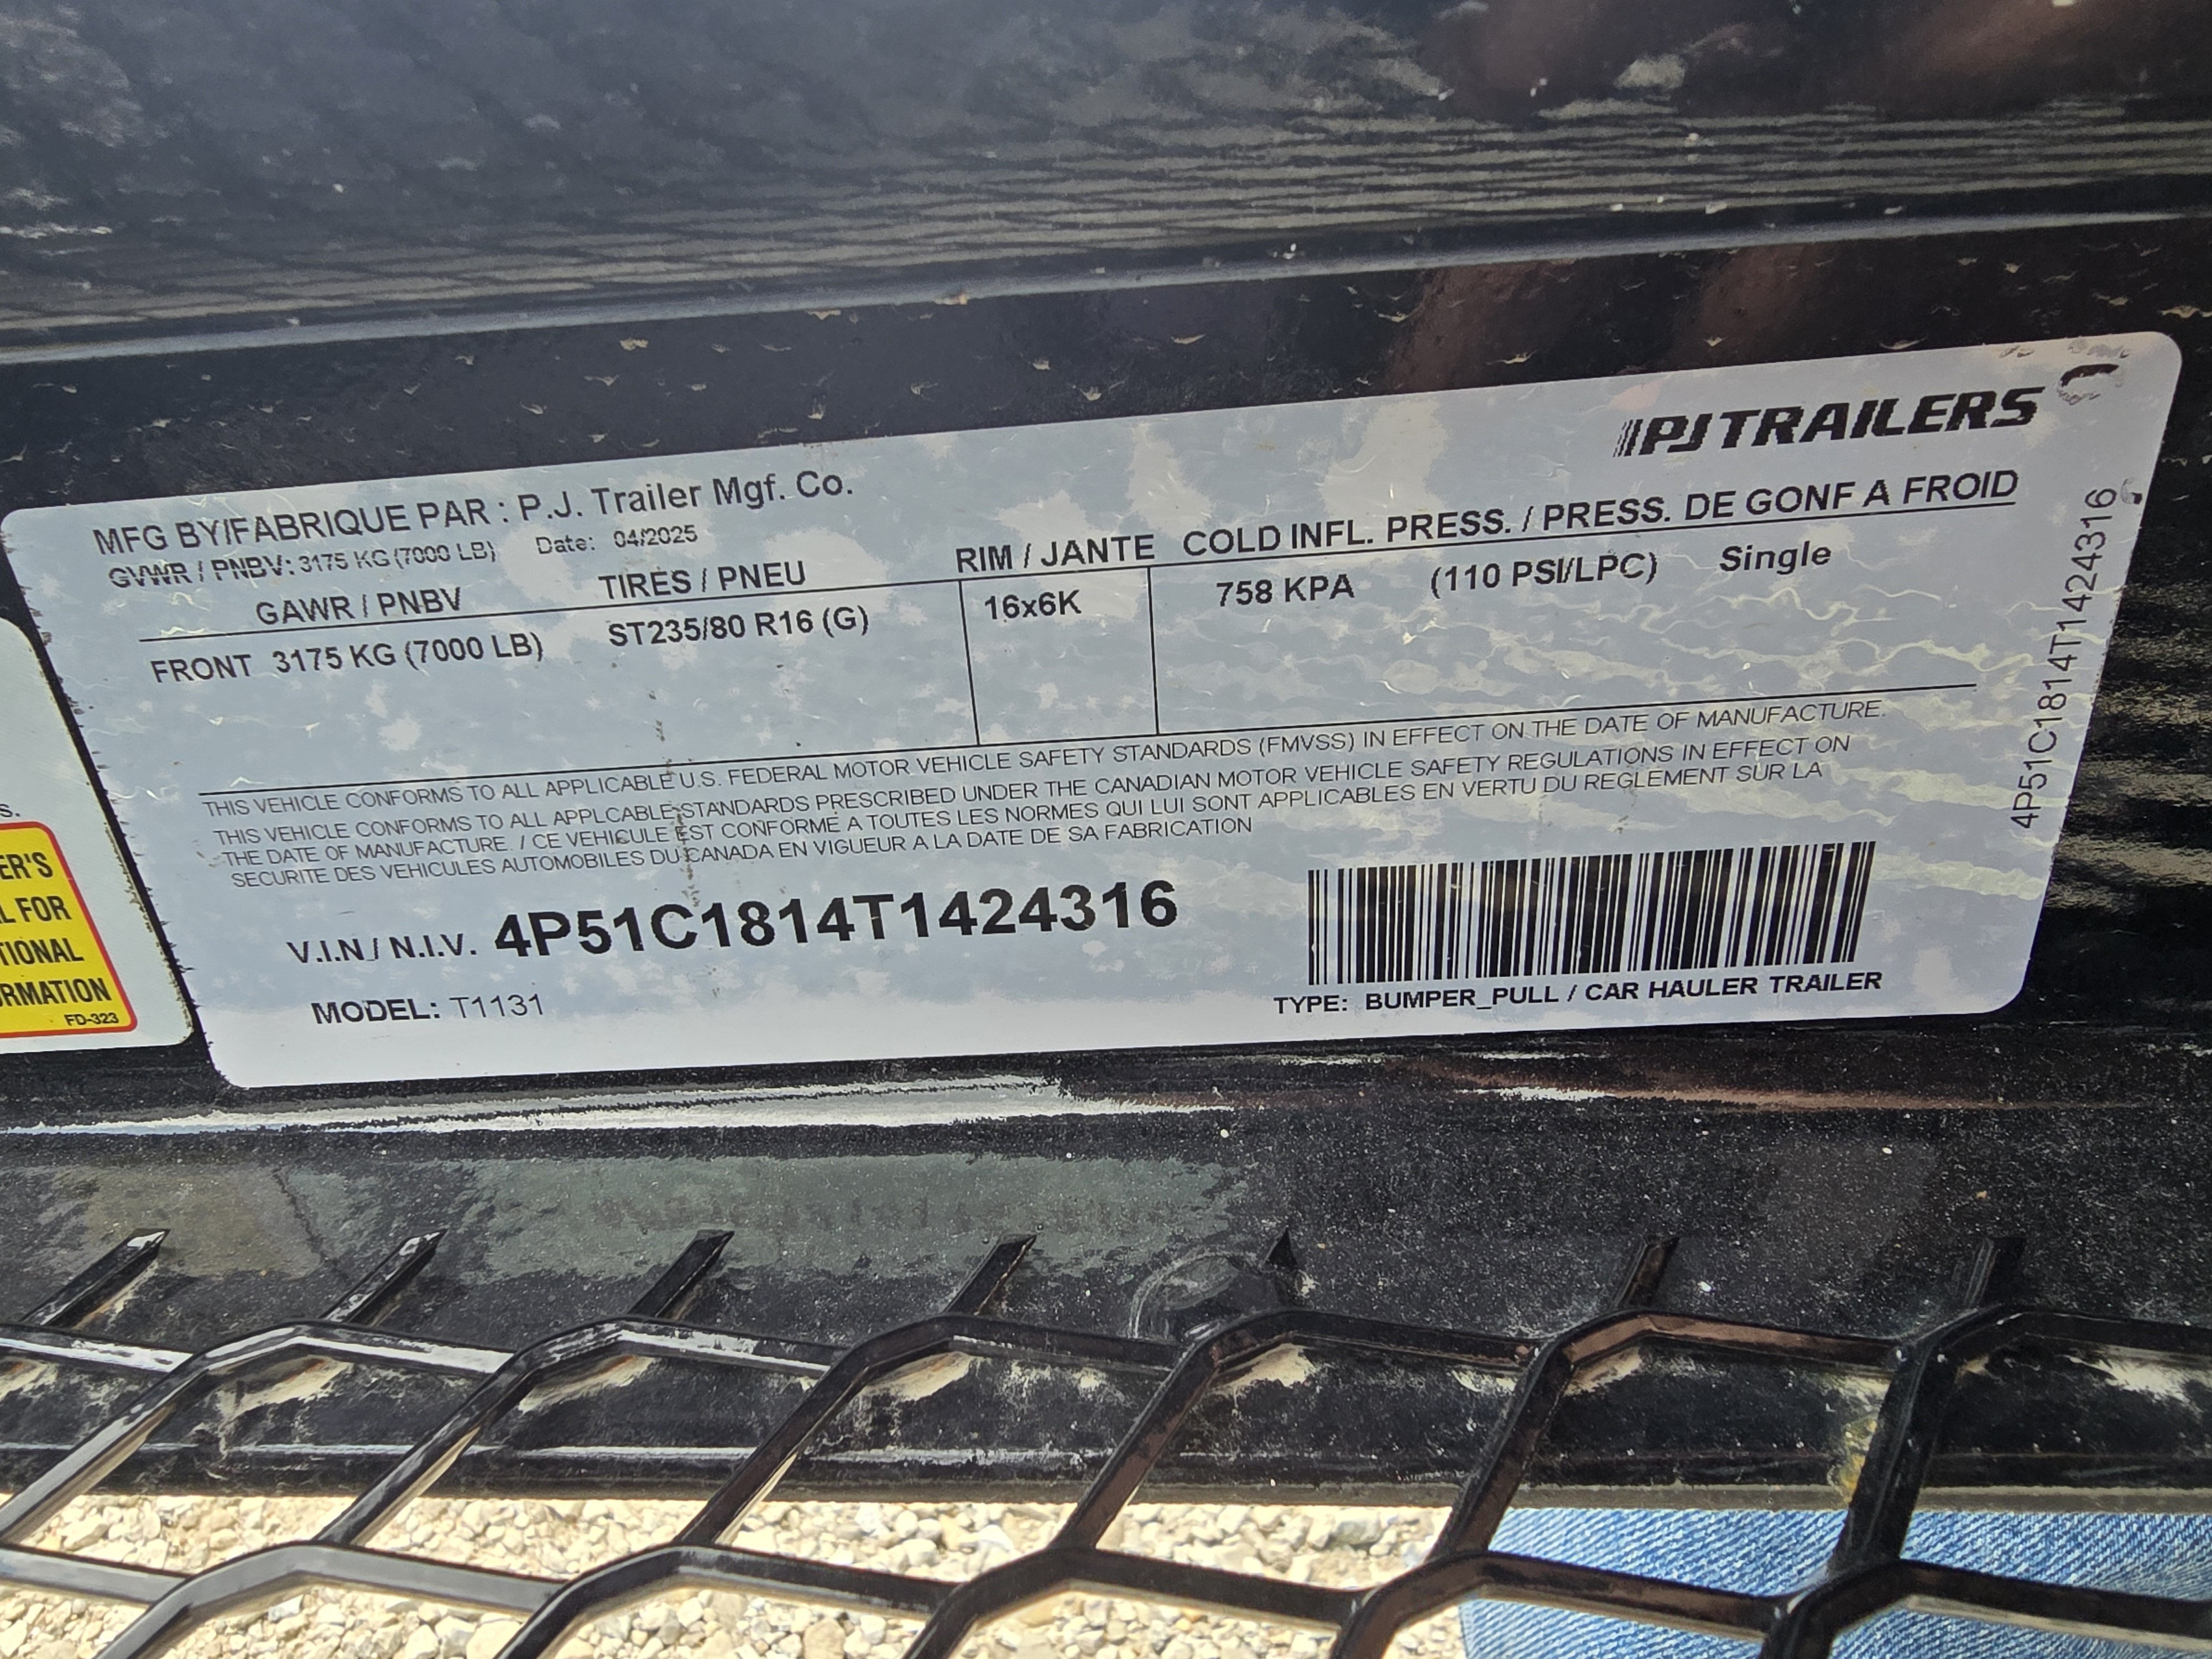 PJ TRAILERS
MFG BY/FABRIQUE PAR : P.J. Trailer Mgf. Co.
GVWR / PNBV: 3175 KG (7000 LB) Date: 04/2025
GAWR / PNBV TIRES / PNEU RIM / JANTE COLD INFL. PRESS. / PRESS. DE GONF A FROID
FRONT 3175 KG (7000 LB) ST235/80 R16 (G) 16x6K 758 KPA (110 PSI/LPC) Single
THIS VEHICLE CONFORMS TO ALL APPLICABLE U.S. FEDERAL MOTOR VEHICLE SAFETY STANDARDS (FMVSS) IN EFFECT ON THE DATE OF MANUFACTURE.
THIS VEHICLE CONFORMS TO ALL APPLCABLE STANDARDS PRESCRIBED UNDER THE CANADIAN MOTOR VEHICLE SAFETY REGULATIONS IN EFFECT ON
THE DATE OF MANUFACTURE. / CE VEHICULE EST CONFORME A TOUTES LES NORMES QUI LUI SONT APPLICABLES EN VERTU DU REGLEMENT SUR LA
SECURITE DES VEHICULES AUTOMOBILES DU CANADA EN VIGUEUR A LA DATE DE SA FABRICATION
V.I.N / N.I.V. 4P51C1814T1424316
MODEL: T1131
TYPE: BUMPER_PULL / CAR HAULER TRAILER
4P51C1814T1424316
S.
ER'S
L FOR
TIONAL
RMATION
FD-323